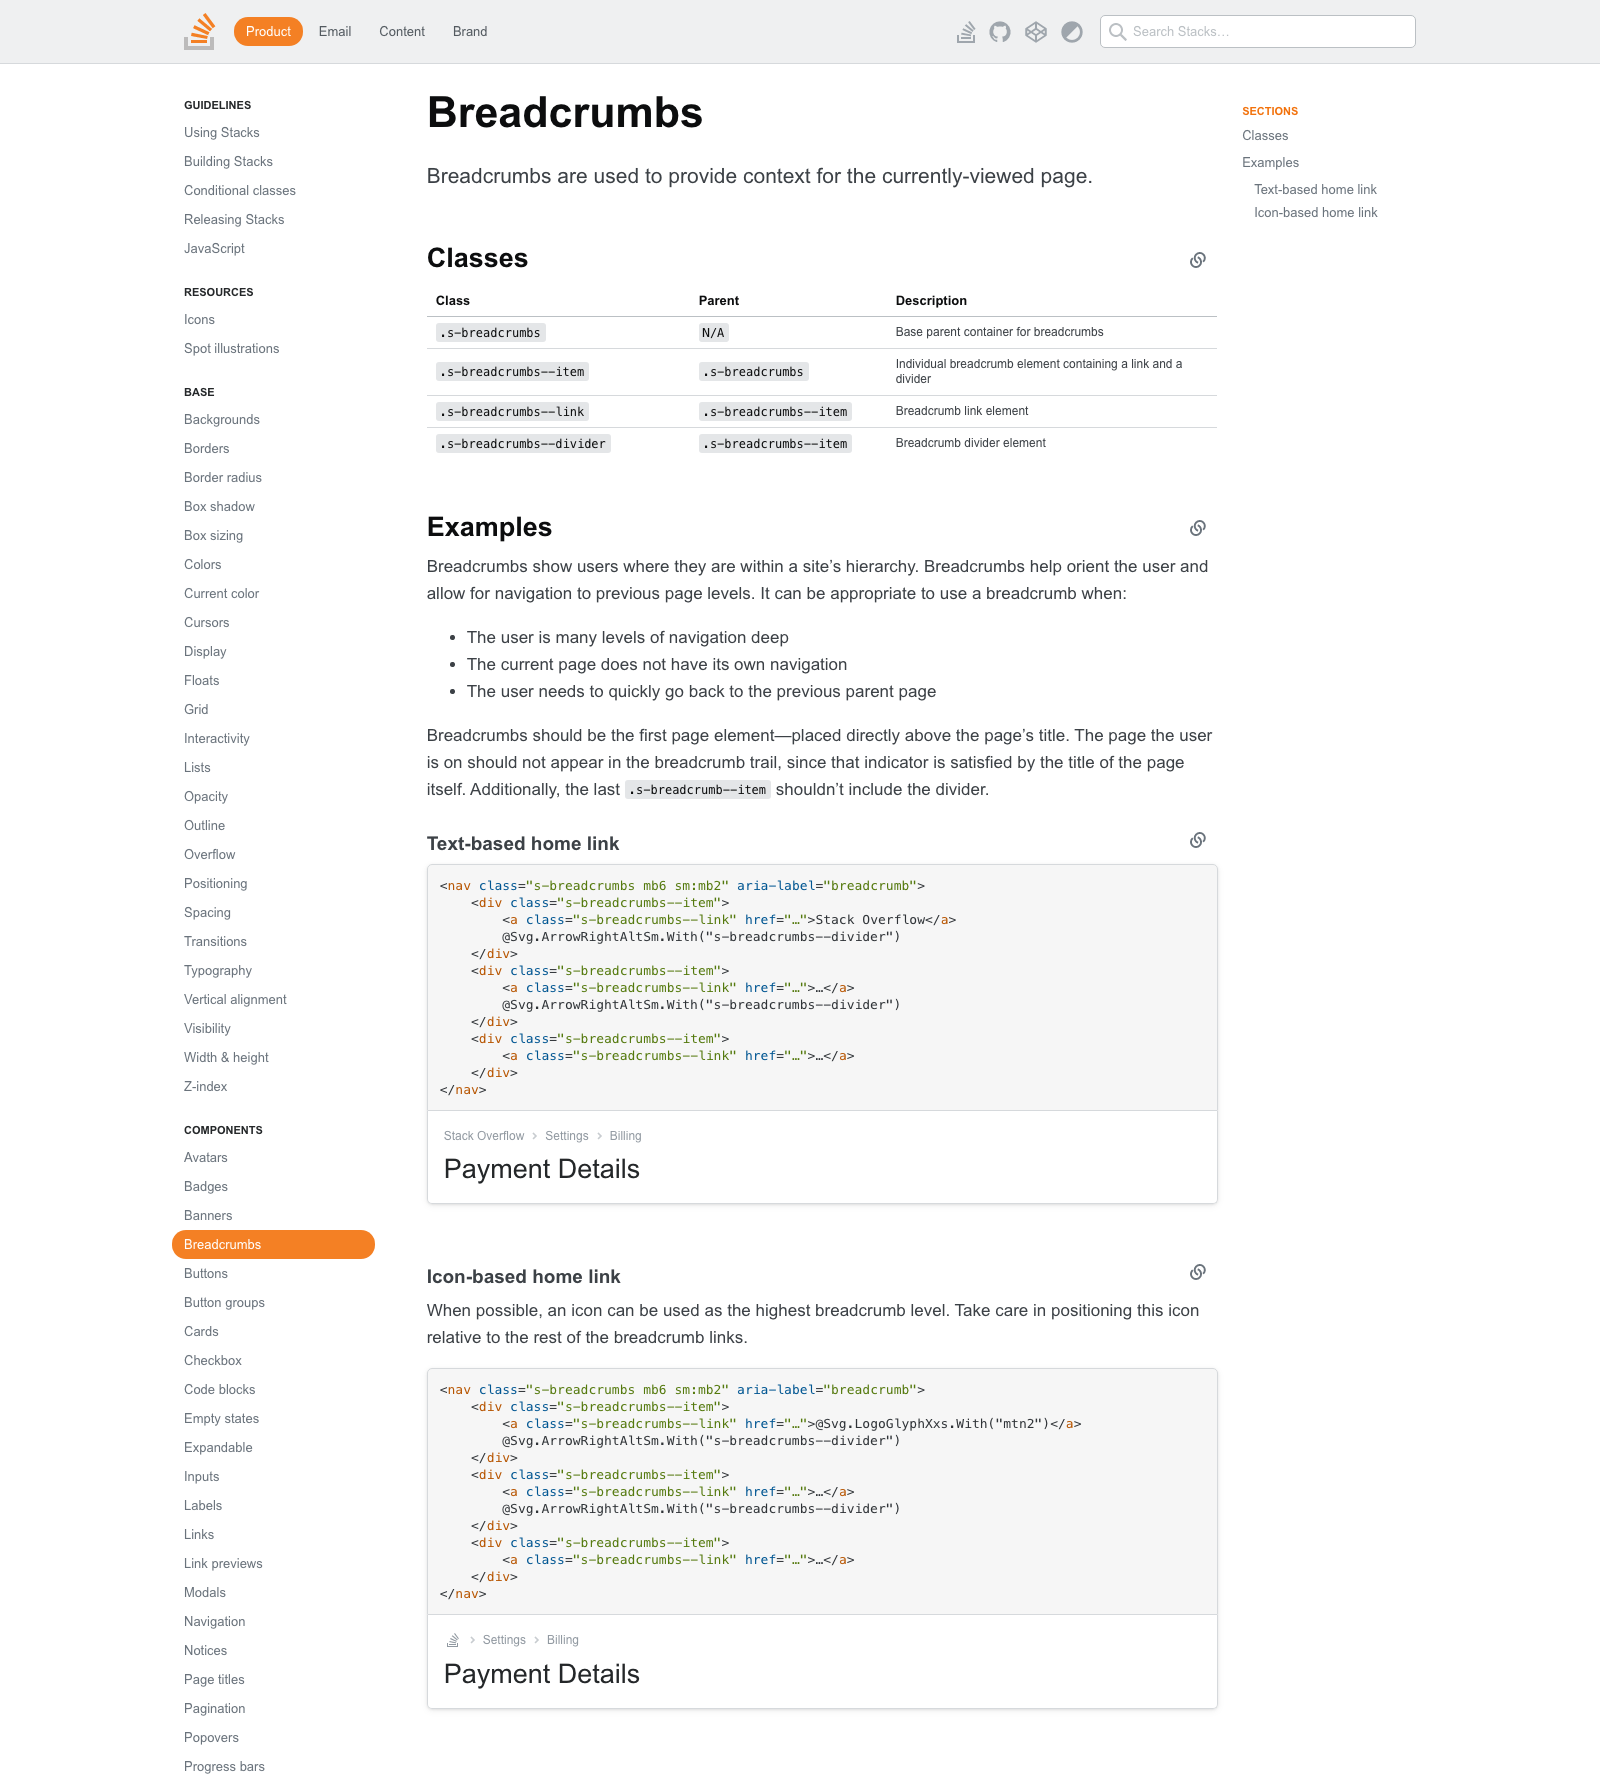 Product
Email
Content
Brand
Search Stacks…
GUIDELINES
Using Stacks
Building Stacks
Conditional classes
Releasing Stacks
JavaScript
RESOURCES
Icons
Spot illustrations
BASE
Backgrounds
Borders
Border radius
Box shadow
Box sizing
Colors
Current color
Cursors
Display
Floats
Grid
Interactivity
Lists
Opacity
Outline
Overflow
Positioning
Spacing
Transitions
Typography
Vertical alignment
Visibility
Width & height
Z-index
COMPONENTS
Avatars
Badges
Banners
Breadcrumbs
Buttons
Button groups
Cards
Checkbox
Code blocks
Empty states
Expandable
Inputs
Labels
Links
Link previews
Modals
Navigation
Notices
Page titles
Pagination
Popovers
Progress bars
Breadcrumbs
Breadcrumbs are used to provide context for the currently-viewed page.
Classes
Class Parent Description
.s-breadcrumbs N/A Base parent container for breadcrumbs
.s-breadcrumbs--item .s-breadcrumbs Individual breadcrumb element containing a link and a
divider
.s-breadcrumbs--link .s-breadcrumbs--item Breadcrumb link element
.s-breadcrumbs--divider .s-breadcrumbs--item Breadcrumb divider element
Examples
Breadcrumbs show users where they are within a site’s hierarchy. Breadcrumbs help orient the user and
allow for navigation to previous page levels. It can be appropriate to use a breadcrumb when:
• The user is many levels of navigation deep
• The current page does not have its own navigation
• The user needs to quickly go back to the previous parent page
Breadcrumbs should be the first page element—placed directly above the page’s title. The page the user
is on should not appear in the breadcrumb trail, since that indicator is satisfied by the title of the page
itself. Additionally, the last .s-breadcrumb--item shouldn’t include the divider.
Text-based home link
<nav class="s-breadcrumbs mb6 sm:mb2" aria-label="breadcrumb">
    <div class="s-breadcrumbs--item">
        <a class="s-breadcrumbs--link" href="…">Stack Overflow</a>
        @Svg.ArrowRightAltSm.With("s-breadcrumbs--divider")
    </div>
    <div class="s-breadcrumbs--item">
        <a class="s-breadcrumbs--link" href="…">…</a>
        @Svg.ArrowRightAltSm.With("s-breadcrumbs--divider")
    </div>
    <div class="s-breadcrumbs--item">
        <a class="s-breadcrumbs--link" href="…">…</a>
    </div>
</nav>
Stack Overflow > Settings > Billing
Payment Details
Icon-based home link
When possible, an icon can be used as the highest breadcrumb level. Take care in positioning this icon
relative to the rest of the breadcrumb links.
<nav class="s-breadcrumbs mb6 sm:mb2" aria-label="breadcrumb">
    <div class="s-breadcrumbs--item">
        <a class="s-breadcrumbs--link" href="…">@Svg.LogoGlyphXxs.With("mtn2")</a>
        @Svg.ArrowRightAltSm.With("s-breadcrumbs--divider")
    </div>
    <div class="s-breadcrumbs--item">
        <a class="s-breadcrumbs--link" href="…">…</a>
        @Svg.ArrowRightAltSm.With("s-breadcrumbs--divider")
    </div>
    <div class="s-breadcrumbs--item">
        <a class="s-breadcrumbs--link" href="…">…</a>
    </div>
</nav>
> Settings > Billing
Payment Details
SECTIONS
Classes
Examples
Text-based home link
Icon-based home link